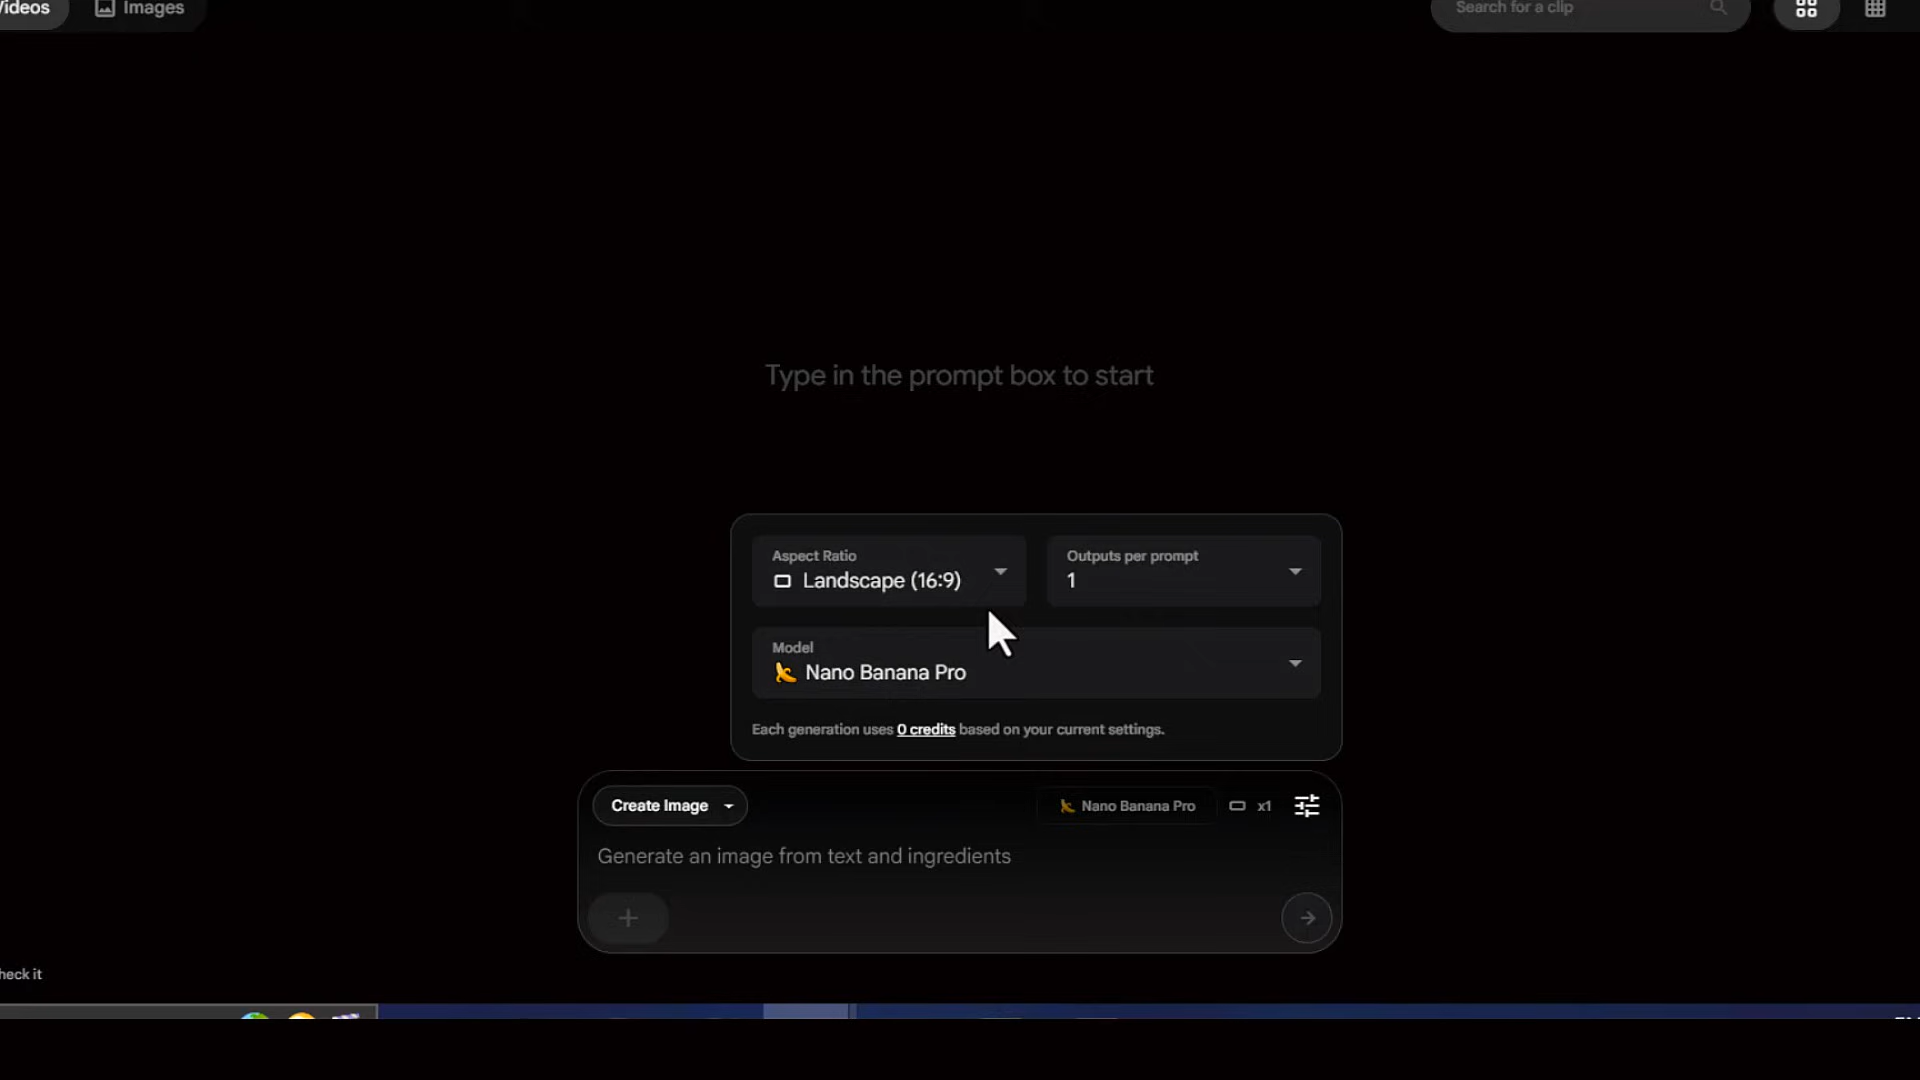 Videos
Images
Search for a clip
Type in the prompt box to start
Aspect Ratio
Landscape (16:9)
Outputs per prompt
1
Model
Nano Banana Pro
Each generation uses 0 credits based on your current settings.
Create Image
Nano Banana Pro
x1
Generate an image from text and ingredients
heck it